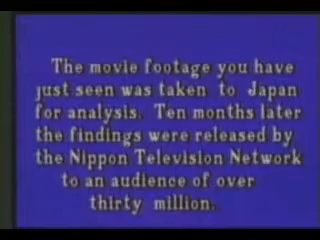 The movie footage you have
just seen was taken to Japan
for analysis. Ten months later
the findings were released by
the Nippon Television Network
to an audience of over
thirty million.